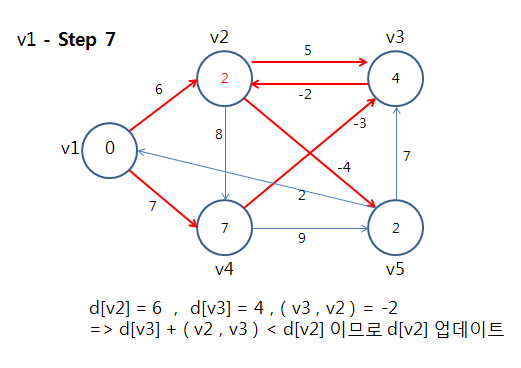 v1 - Step 7
v2
v3
5
2
4
6
-2
8
-3
v1
0
-4
7
7
2
7
2
9
v4
v5
d[v2] = 6 , d[v3] = 4 , ( v3 , v2 ) = -2
=> d[v3] + ( v2 , v3 ) < d[v2] 이므로 d[v2] 업데이트